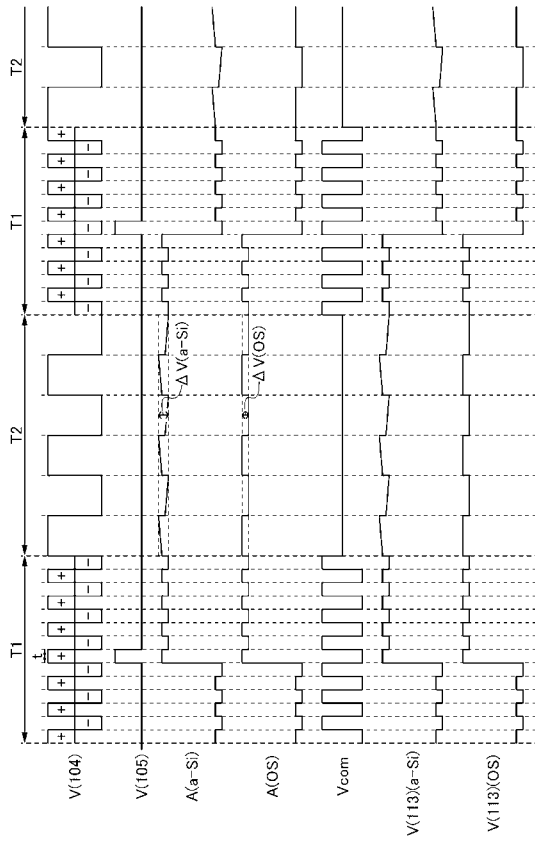 T1 T2 T1 T2
t
V(104) + − + − + − + − + − + − + − − + − + − + − + − + − + − +
V(105)
A(a-Si) ΔV(a-Si)
A(OS) ΔV(OS)
Vcom
V(113)(a-Si)
V(113)(OS)